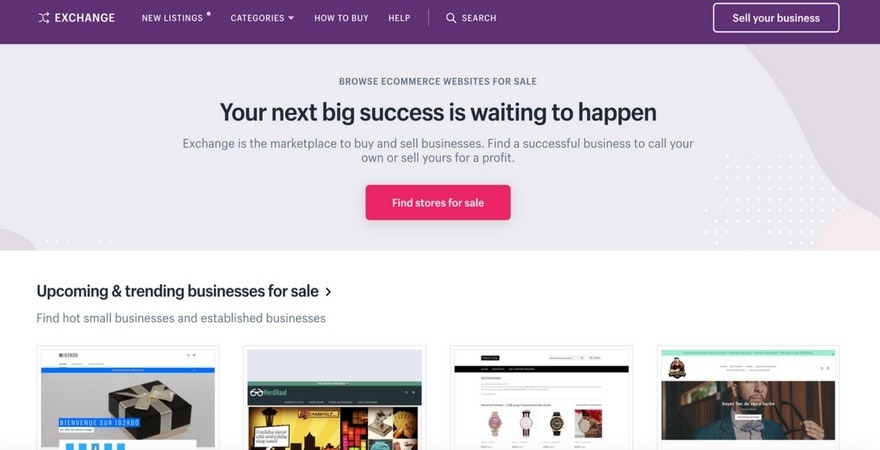 EXCHANGE NEW LISTINGS CATEGORIES HOW TO BUY HELP SEARCH Sell your business
BROWSE ECOMMERCE WEBSITES FOR SALE
Your next big success is waiting to happen
Exchange is the marketplace to buy and sell businesses. Find a successful business to call your
own or sell yours for a profit.
Find stores for sale
Upcoming & trending businesses for sale
Find hot small businesses and established businesses
ID2KDO
NerdHaul
MEANWHILE
BIENVENUE SUR ID2KDO
Soyez fier de votre barbe